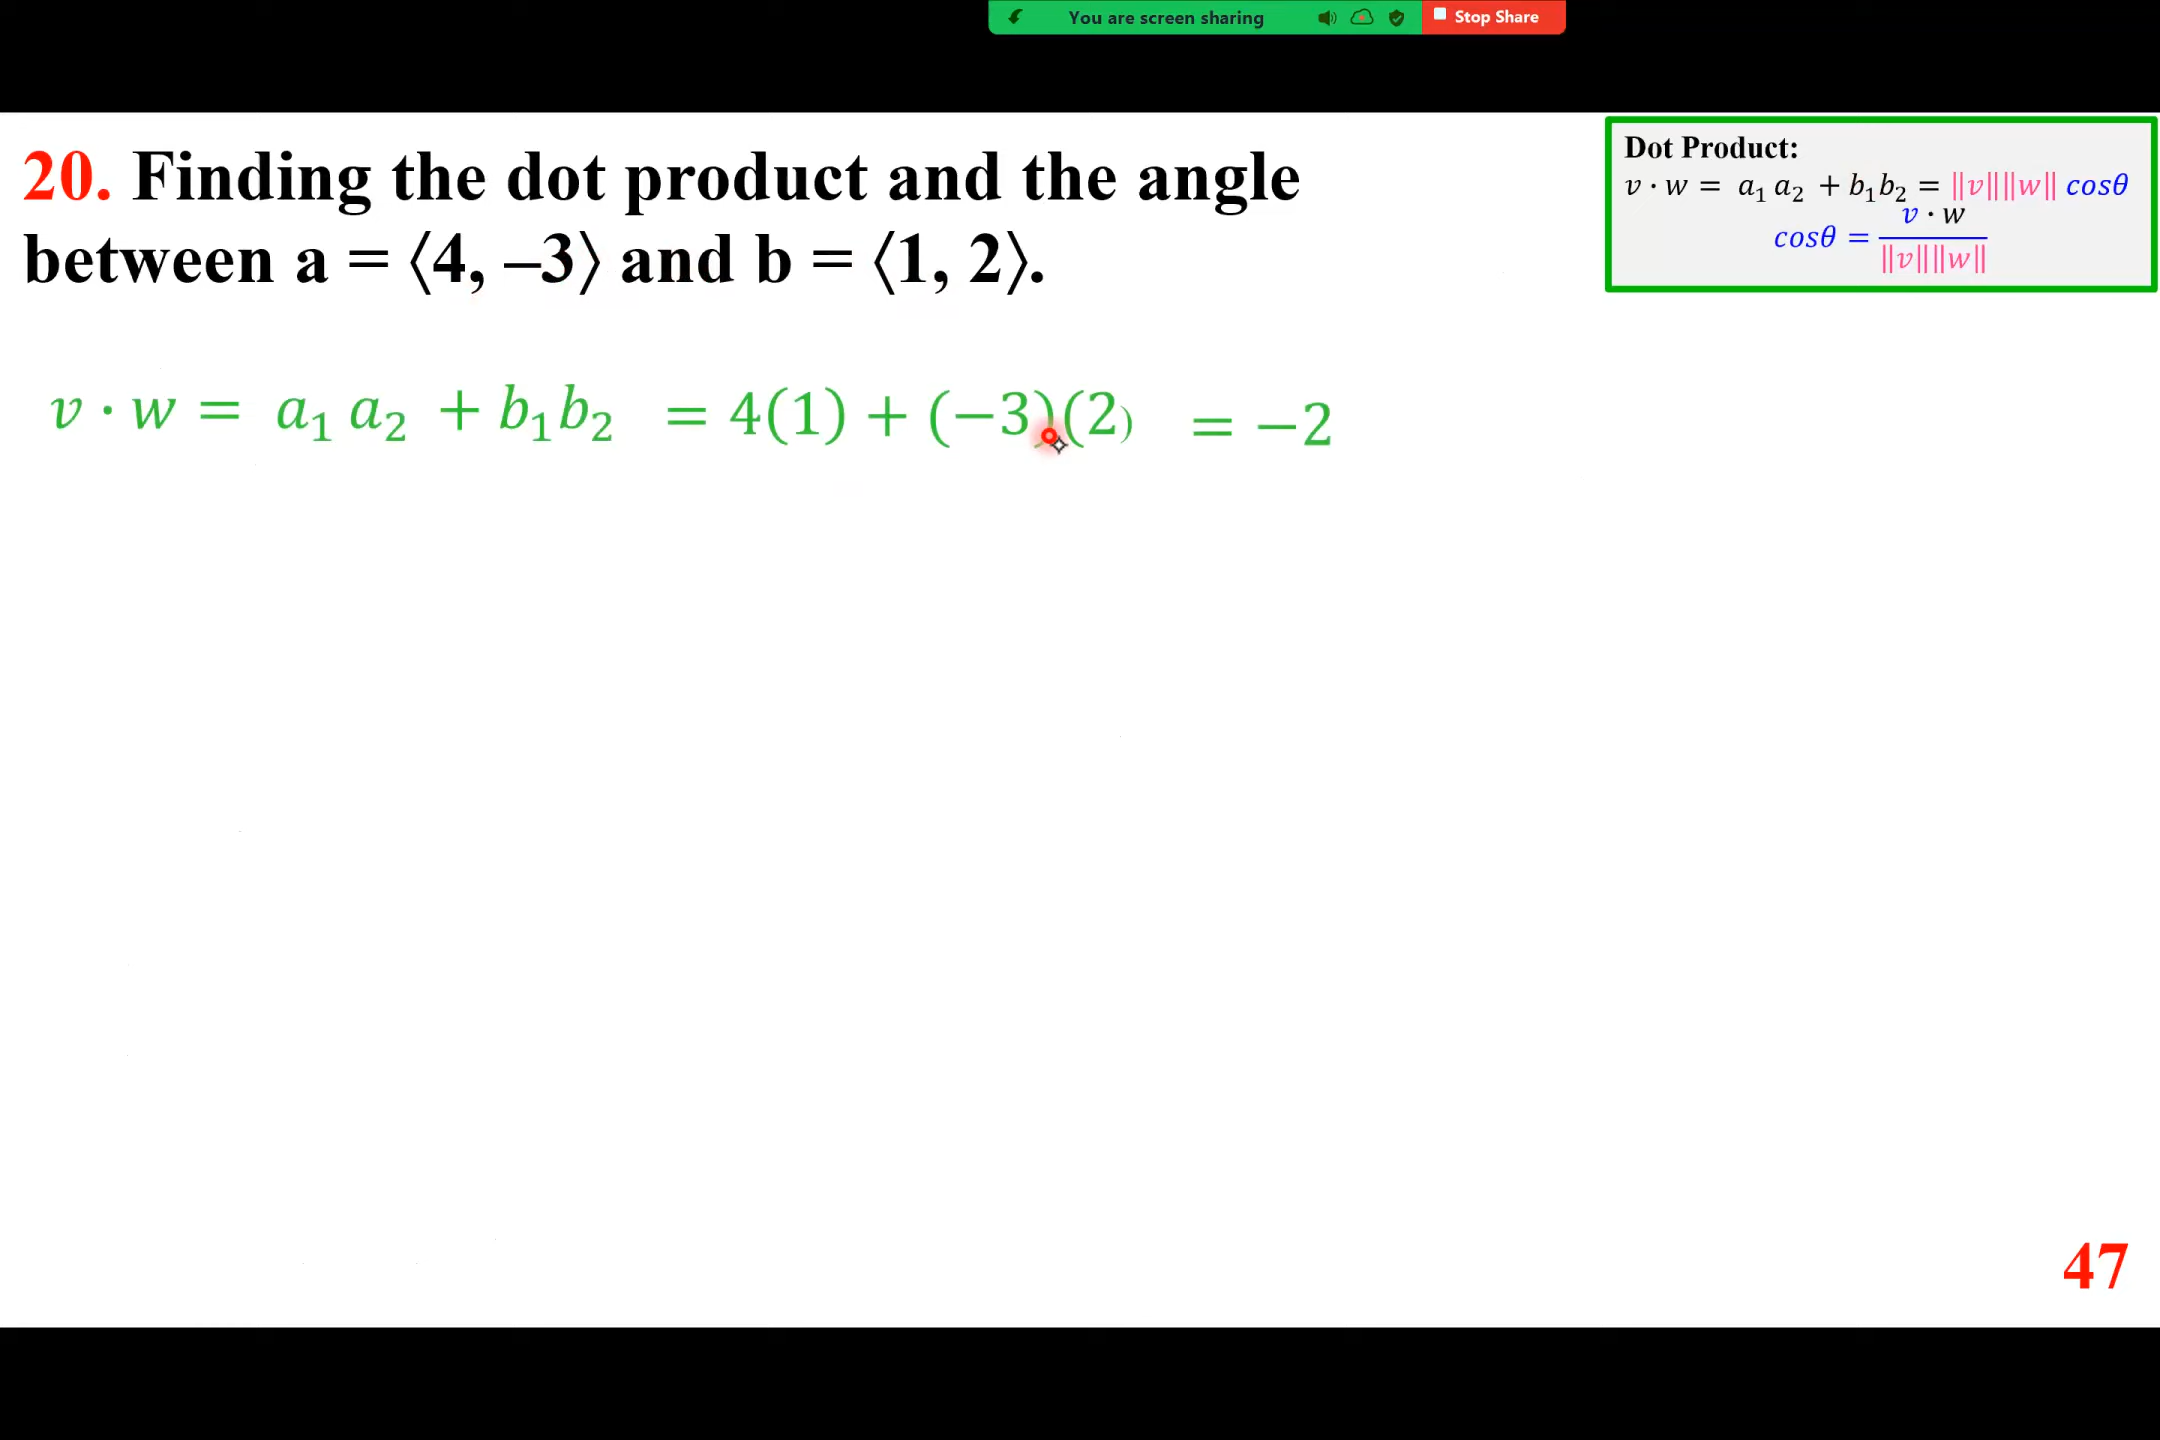 You are screen sharing Stop Share
20. Finding the dot product and the angle
between a = ⟨4, –3⟩ and b = ⟨1, 2⟩.
Dot Product:
v · w = a₁ a₂ + b₁b₂ = ‖v‖‖w‖ cosθ
cosθ = v · w / ‖v‖‖w‖
v · w = a₁ a₂ + b₁b₂ = 4(1) + (−3)(2) = −2
47